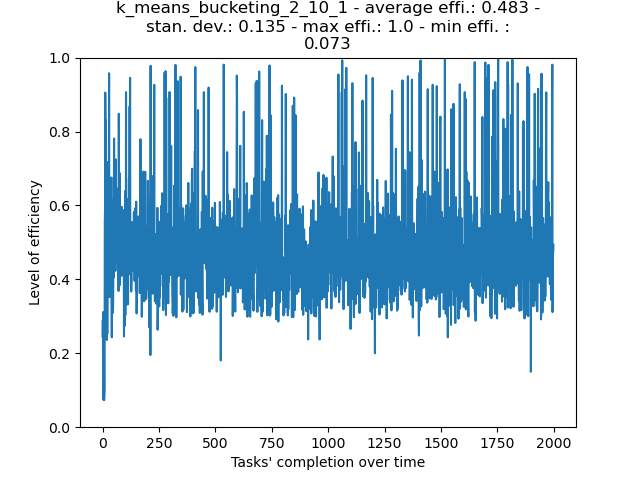 k_means_bucketing_2_10_1 - average effi.: 0.483 -
stan. dev.: 0.135 - max effi.: 1.0 - min effi. :
0.073
1.0
0.8
0.6
0.4
0.2
0.0
Level of efficiency
0 250 500 750 1000 1250 1500 1750 2000
Tasks' completion over time